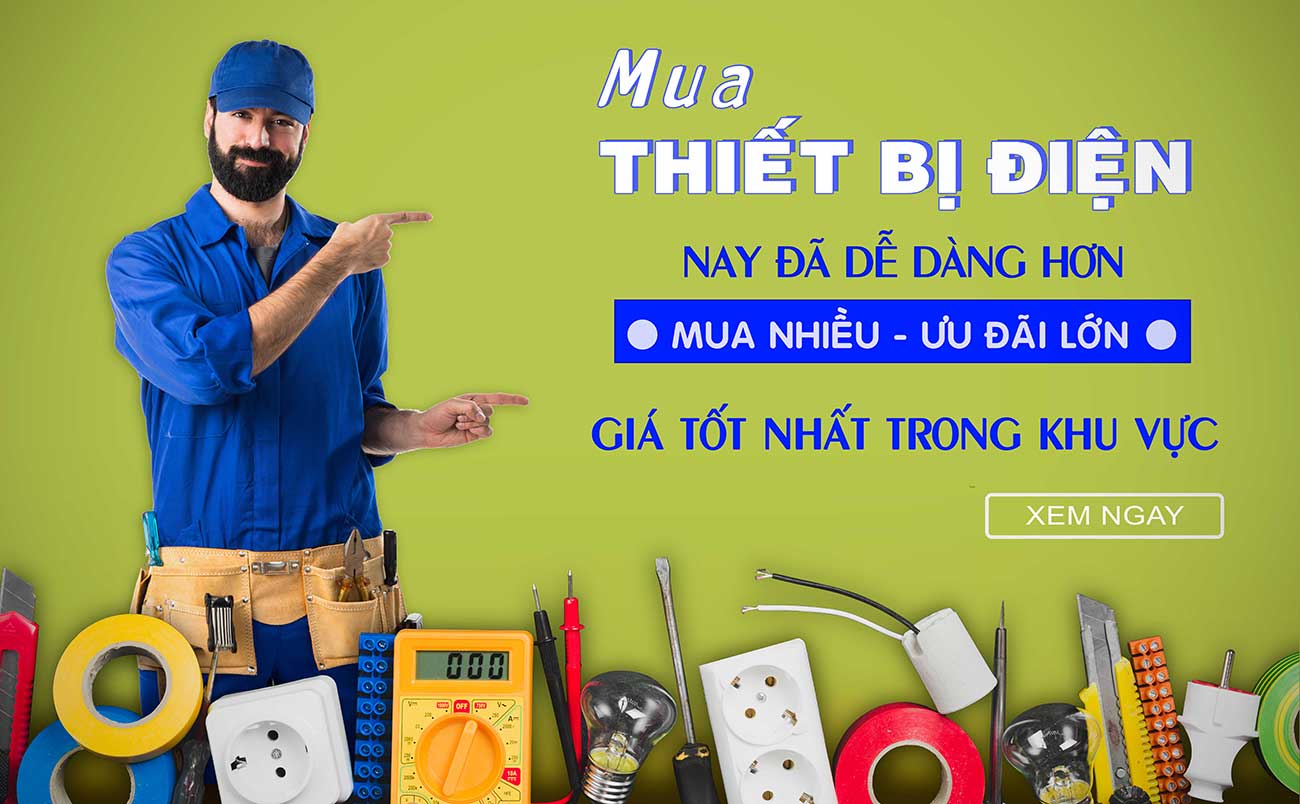 Mua
THIẾT BỊ ĐIỆN
NAY ĐÃ DỄ DÀNG HƠN
MUA NHIỀU - ƯU ĐÃI LỚN
GIÁ TỐT NHẤT TRONG KHU VỰC
XEM NGAY
000
OFF